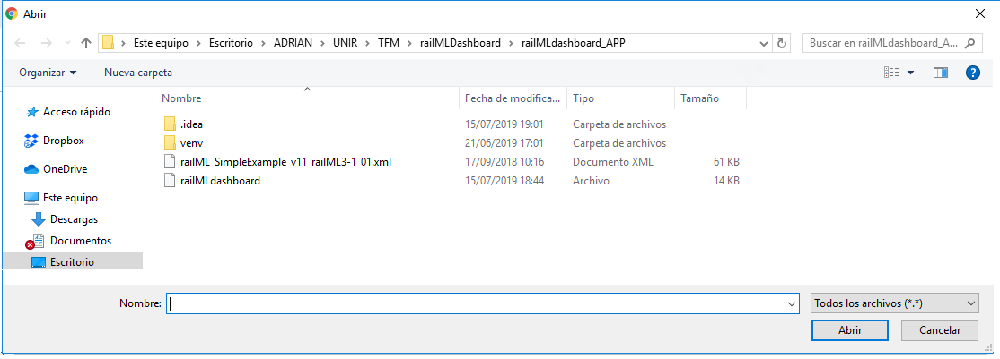 Abrir
Este equipo > Escritorio > ADRIAN > UNIR > TFM > railMLDashboard > railMLdashboard_APP
Buscar en railMLdashboard_A...
Organizar
Nueva carpeta
?
Nombre Fecha de modifica... Tipo Tamaño
Acceso rápido
Dropbox
OneDrive
Este equipo
Descargas
Documentos
Escritorio
.idea 15/07/2019 19:01 Carpeta de archivos
venv 21/06/2019 17:01 Carpeta de archivos
railML_SimpleExample_v11_railML3-1_01.xml 17/09/2018 10:16 Documento XML 61 KB
railMLdashboard 15/07/2019 18:44 Archivo 14 KB
Nombre:
Todos los archivos (*.*)
Abrir
Cancelar